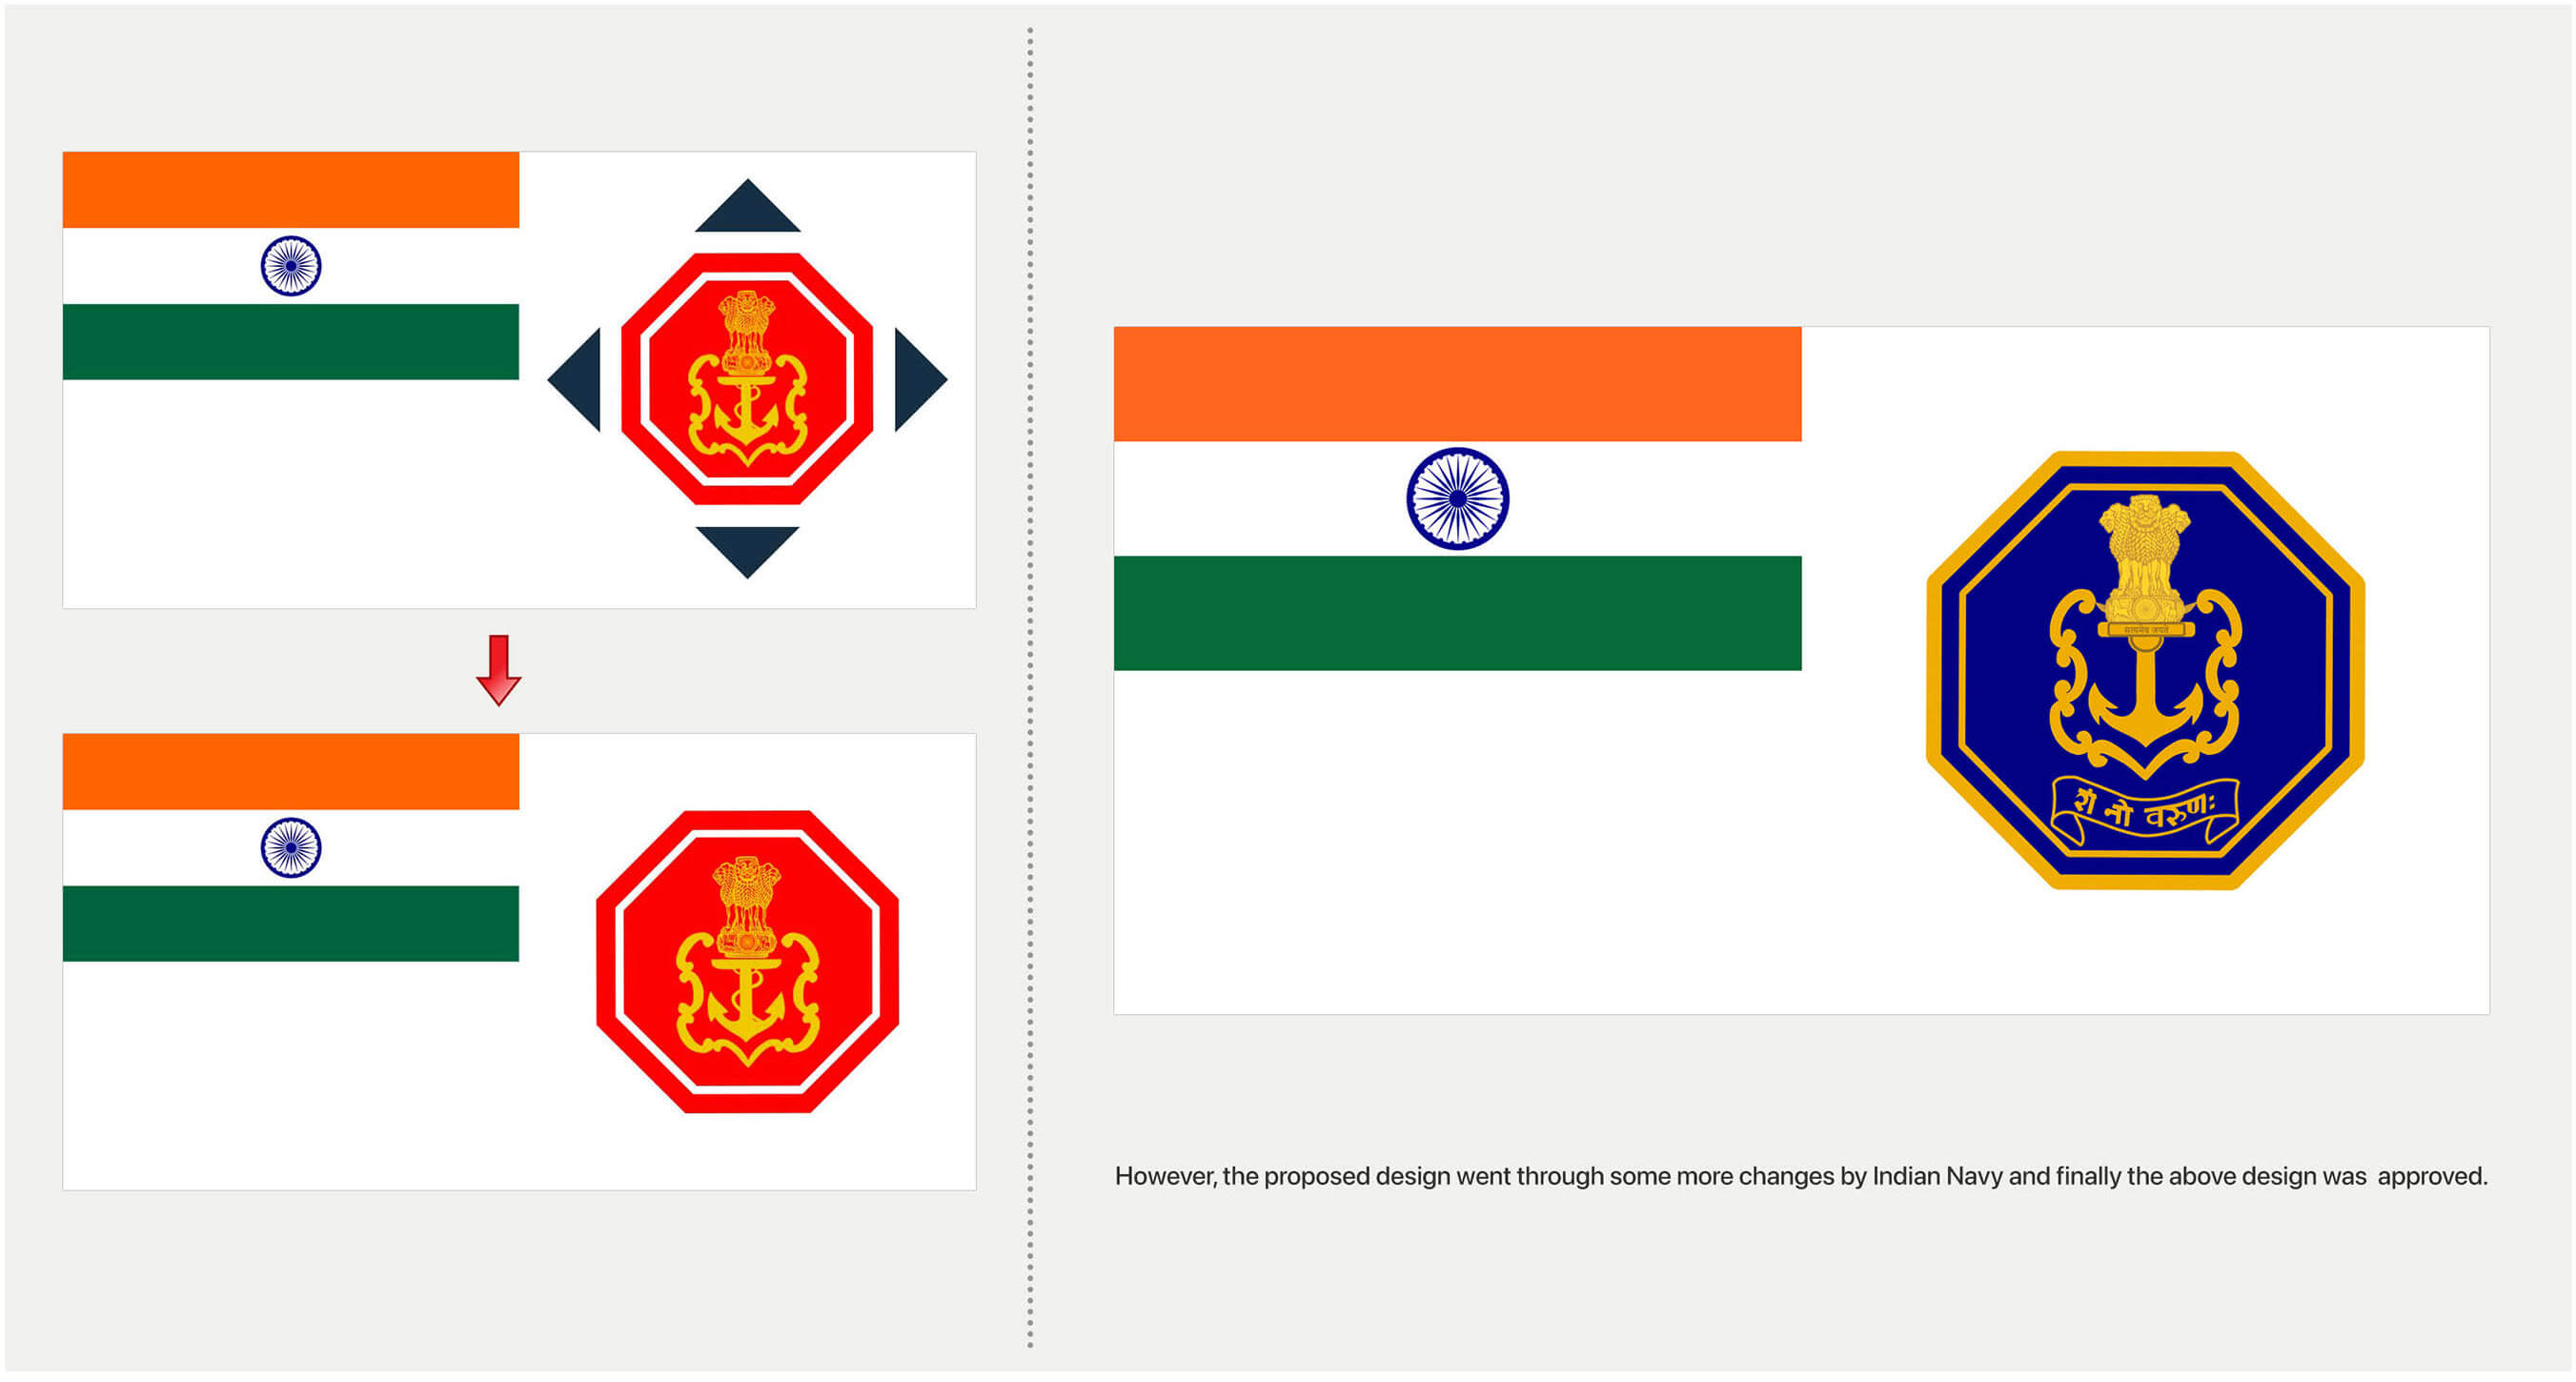 सत्यमेव जयते
शं नो वरुणः
However, the proposed design went through some more changes by Indian Navy and finally the above design was approved.